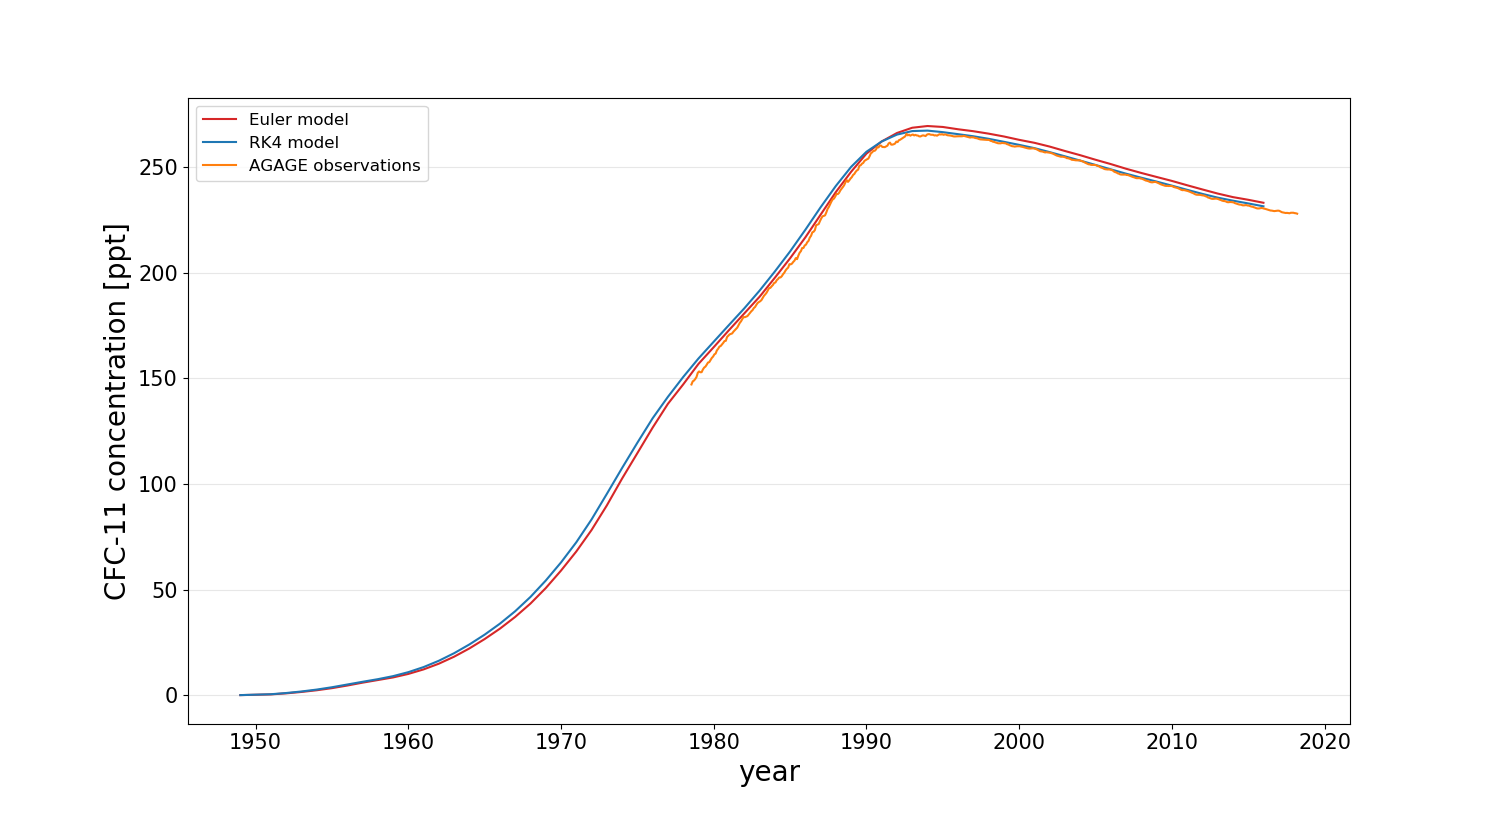 Euler model
RK4 model
AGAGE observations
CFC-11 concentration [ppt]
250
200
150
100
50
0
1950 1960 1970 1980 1990 2000 2010 2020
year